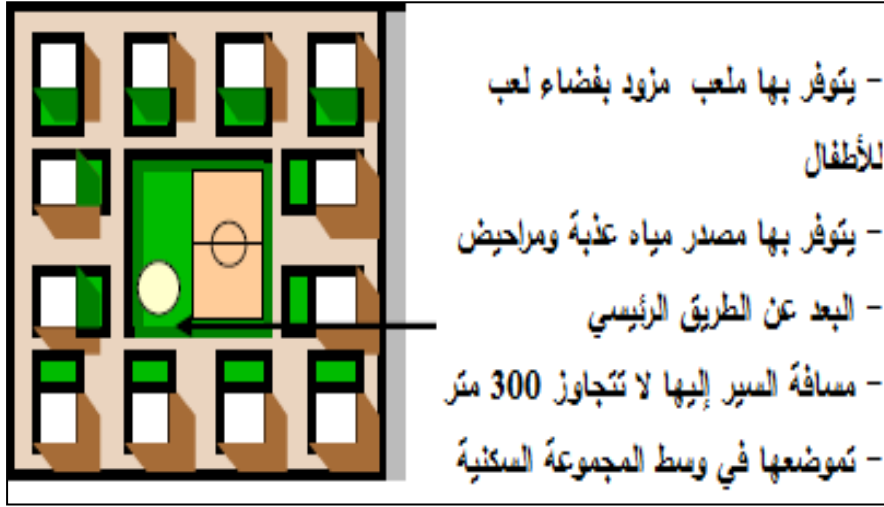 - يتوفر بها ملعب مزود بفضاء لعب
للأطفال
- يتوفر بها مصدر مياه عذبة ومراحيض
- البعد عن الطريق الرئيسي
- مسافة السير إليها لا تتجاوز 300 متر
- تموضعها في وسط المجموعة السكنية